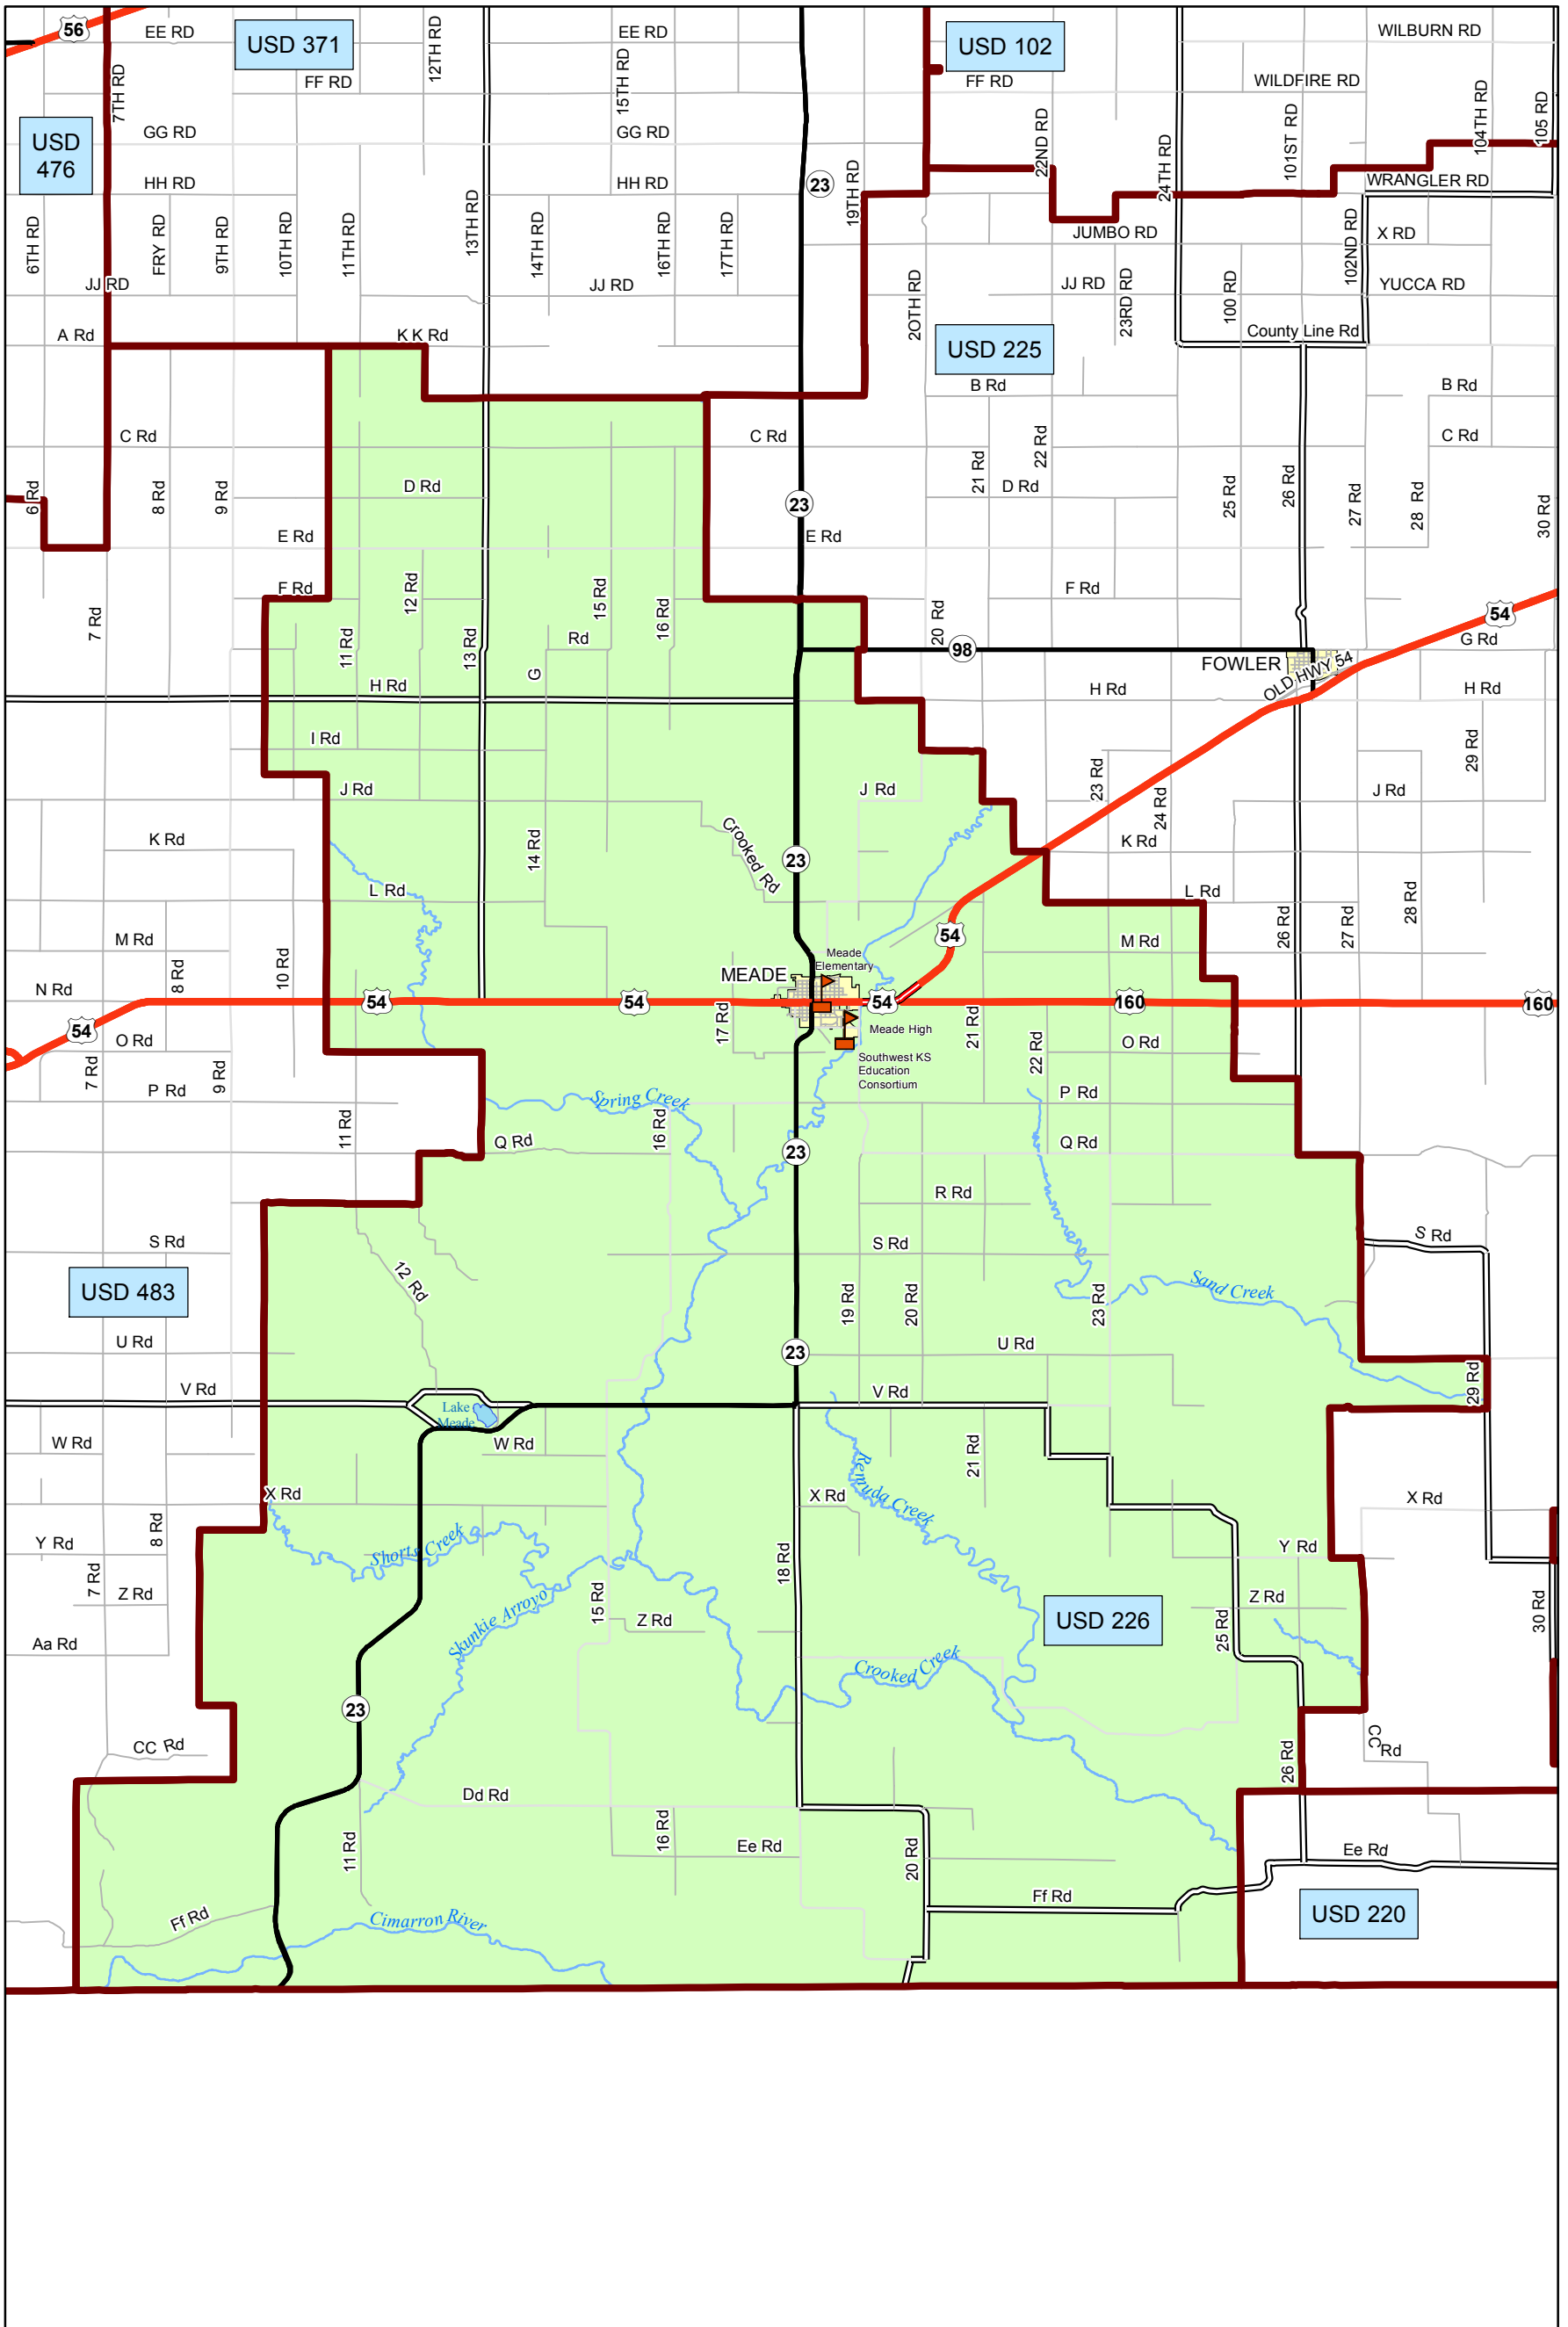 56
EE RD
USD 371
12TH RD
EE RD
15TH RD
USD 102
WILBURN RD
7TH RD
FF RD
FF RD
WILDFIRE RD
USD
476
GG RD
GG RD
22ND RD
24TH RD
101ST RD
104TH RD
105 RD
HH RD
HH RD
23
19TH RD
WRANGLER RD
6TH RD
FRY RD
9TH RD
10TH RD
11TH RD
13TH RD
14TH RD
16TH RD
17TH RD
JUMBO RD
102ND RD
X RD
JJ RD
JJ RD
2OTH RD
JJ RD
23RD RD
100 RD
YUCCA RD
A Rd
K K Rd
USD 225
County Line Rd
B Rd
B Rd
C Rd
C Rd
22 Rd
C Rd
6 Rd
8 Rd
9 Rd
D Rd
23
21 Rd
D Rd
25 Rd
26 Rd
27 Rd
28 Rd
30 Rd
E Rd
E Rd
F Rd
12 Rd
15 Rd
16 Rd
F Rd
54
7 Rd
11 Rd
13 Rd
Rd
G
20 Rd
98
G Rd
FOWLER
OLD HWY 54
H Rd
H Rd
H Rd
I Rd
29 Rd
J Rd
J Rd
23 Rd
24 Rd
J Rd
K Rd
14 Rd
Crooked Rd
23
K Rd
L Rd
L Rd
28 Rd
M Rd
10 Rd
8 Rd
54
M Rd
26 Rd
27 Rd
MEADE
Meade
Elementary
N Rd
54
54
54
160
160
54
17 Rd
Meade High
21 Rd
22 Rd
O Rd
O Rd
Southwest KS
Education
Consortium
7 Rd
9 Rd
P Rd
Spring Creek
P Rd
11 Rd
Q Rd
16 Rd
23
Q Rd
R Rd
S Rd
S Rd
S Rd
USD 483
12 Rd
19 Rd
20 Rd
23 Rd
Sand Creek
U Rd
23
U Rd
V Rd
V Rd
29 Rd
Lake
Meade
W Rd
W Rd
21 Rd
Remuda Creek
X Rd
X Rd
X Rd
8 Rd
Shorts Creek
Y Rd
Y Rd
7 Rd
Z Rd
18 Rd
15 Rd
Skunkie Arroyo
Z Rd
USD 226
Z Rd
25 Rd
30 Rd
Aa Rd
Crooked Creek
23
CC Rd
CC
Rd
26 Rd
Dd Rd
11 Rd
16 Rd
Ee Rd
20 Rd
Ee Rd
Ff Rd
Ff Rd
Cimarron River
USD 220